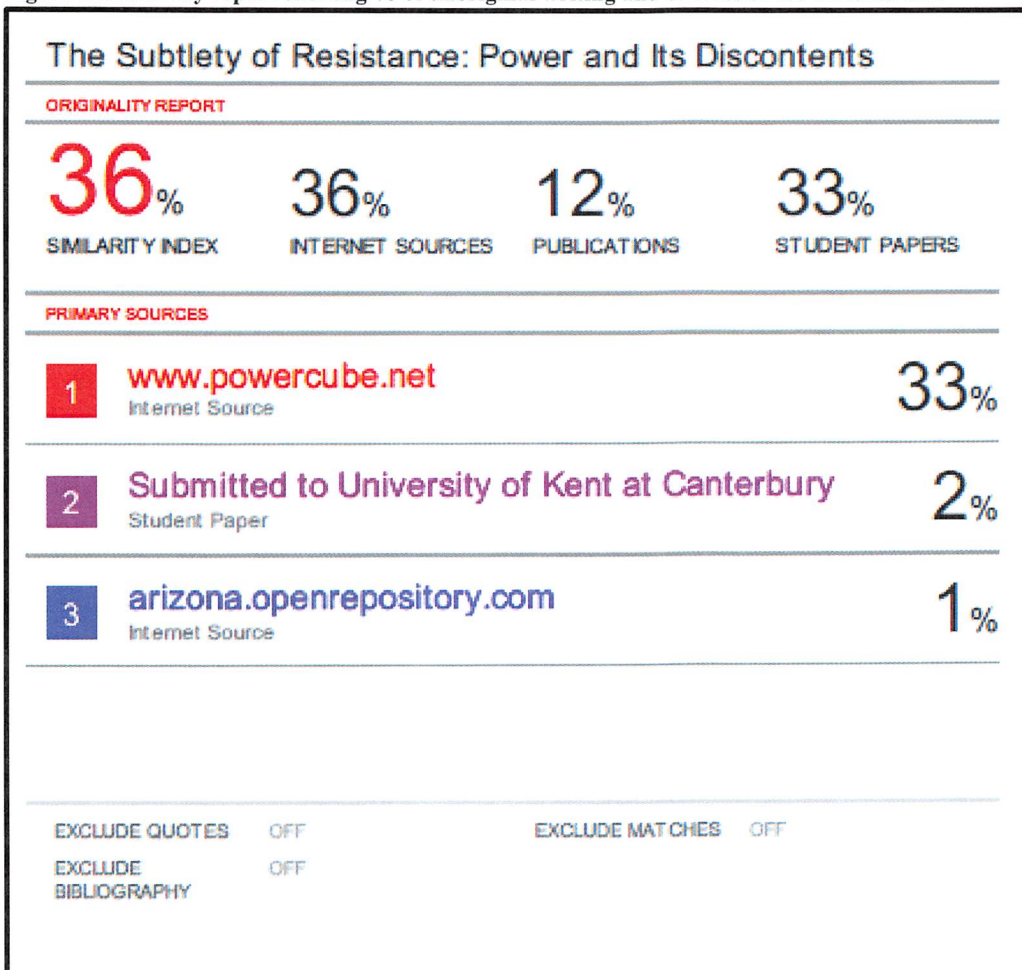 The Subtlety of Resistance: Power and Its Discontents
ORIGINALITY REPORT
36% 36% 12% 33%
SIMILARITY INDEX INTERNET SOURCES PUBLICATIONS STUDENT PAPERS
PRIMARY SOURCES
1 www.powercube.net 33%
Internet Source
2 Submitted to University of Kent at Canterbury 2%
Student Paper
3 arizona.openrepository.com 1%
Internet Source
EXCLUDE QUOTES OFF EXCLUDE MATCHES OFF
EXCLUDE OFF
BIBLIOGRAPHY